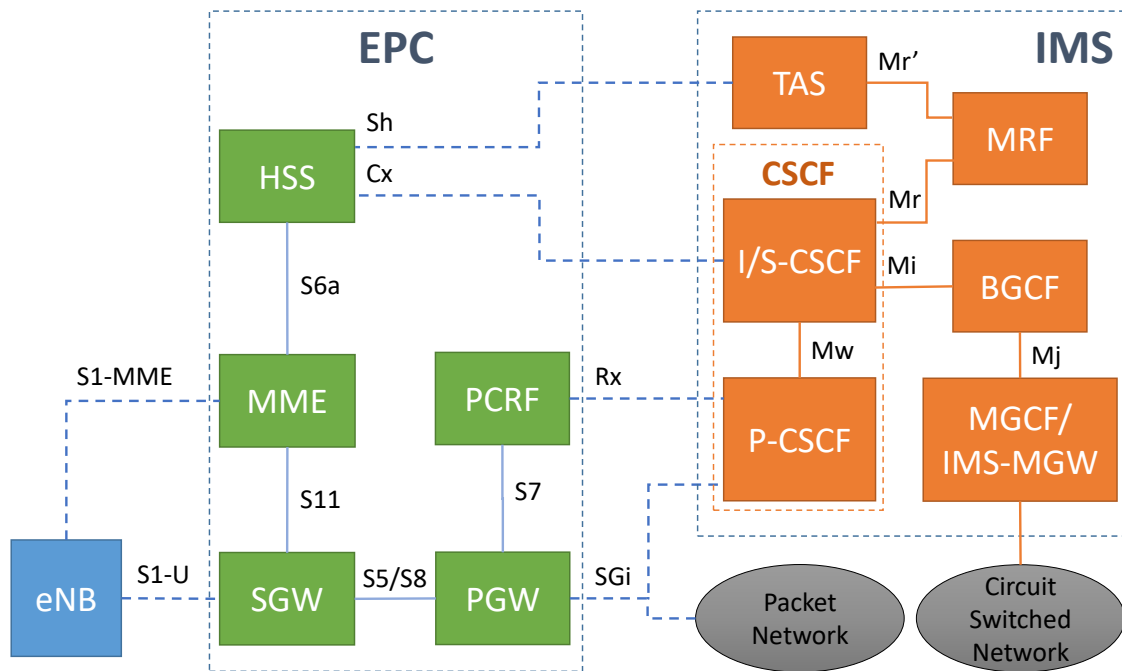 EPC
IMS
TAS
Mr’
MRF
Sh
HSS
Cx
CSCF
Mr
I/S-CSCF
Mi
BGCF
S6a
Mw
Mj
S1-MME
MME
PCRF
Rx
P-CSCF
MGCF/
IMS-MGW
S11
S7
eNB
S1-U
SGW
S5/S8
PGW
SGi
Packet
Network
Circuit
Switched
Network